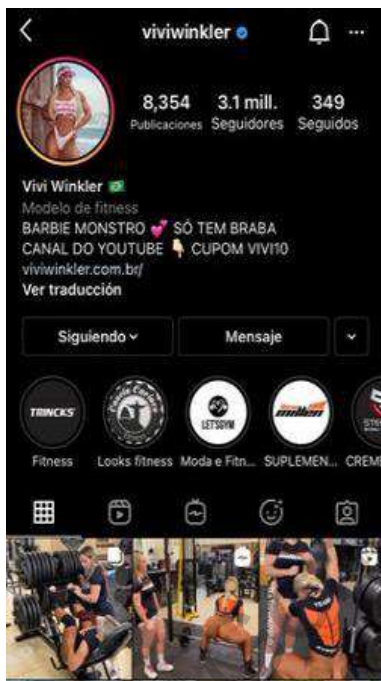 viviwinkler
8,354 3.1 mill. 349
Publicaciones Seguidores Seguidos
Vivi Winkler
Modelo de fitness
BARBIE MONSTRO 💕 SÓ TEM BRABA
CANAL DO YOUTUBE 👇🏻 CUPOM VIVI10
viviwinkler.com.br/
Ver traducción
Siguiendo Mensaje
TRINCKS LET'SGYM
Fitness Looks fitness Moda e Fitn... SUPLEMEN... CREM